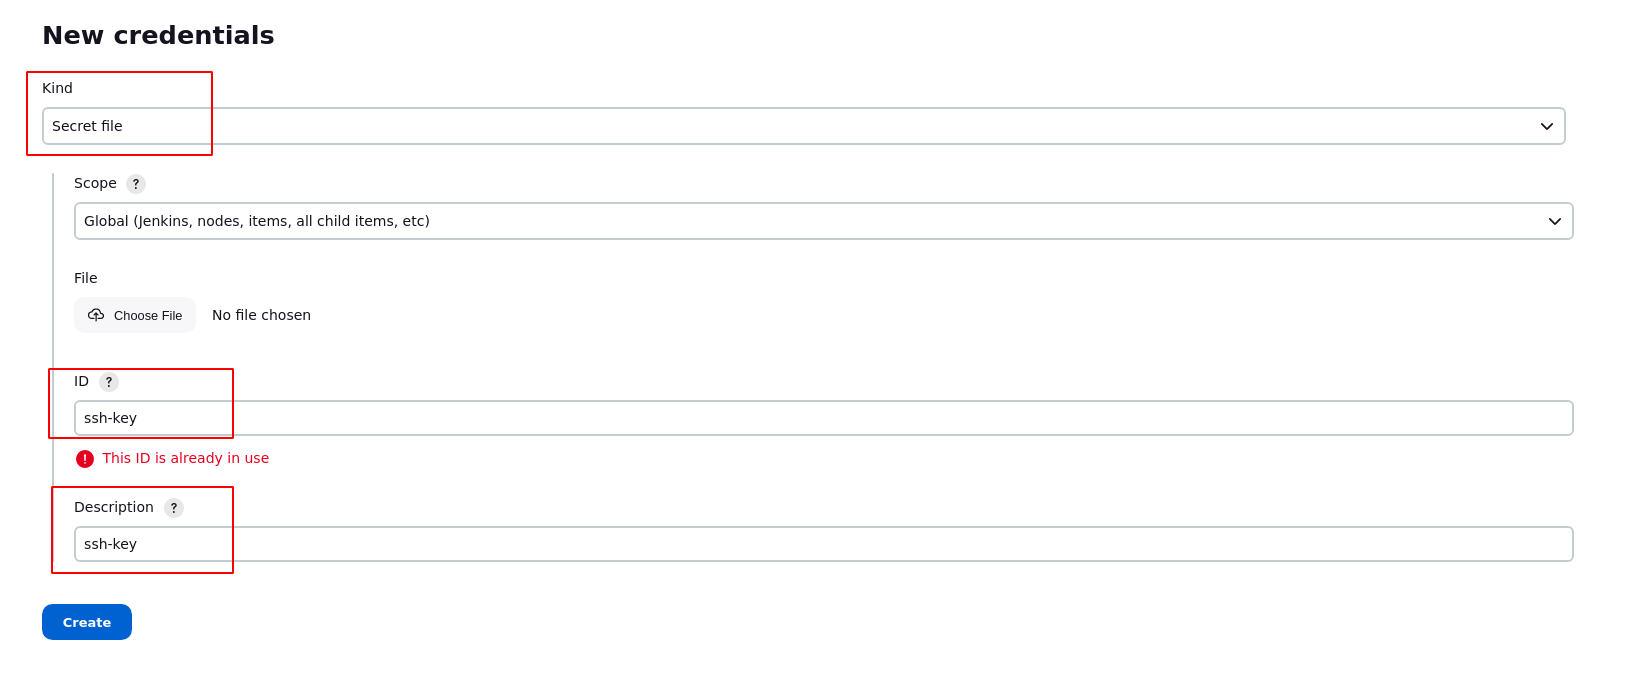 New credentials
Kind
Secret file
Scope ?
Global (Jenkins, nodes, items, all child items, etc)
File
Choose File No file chosen
ID ?
ssh-key
! This ID is already in use
Description ?
ssh-key
Create